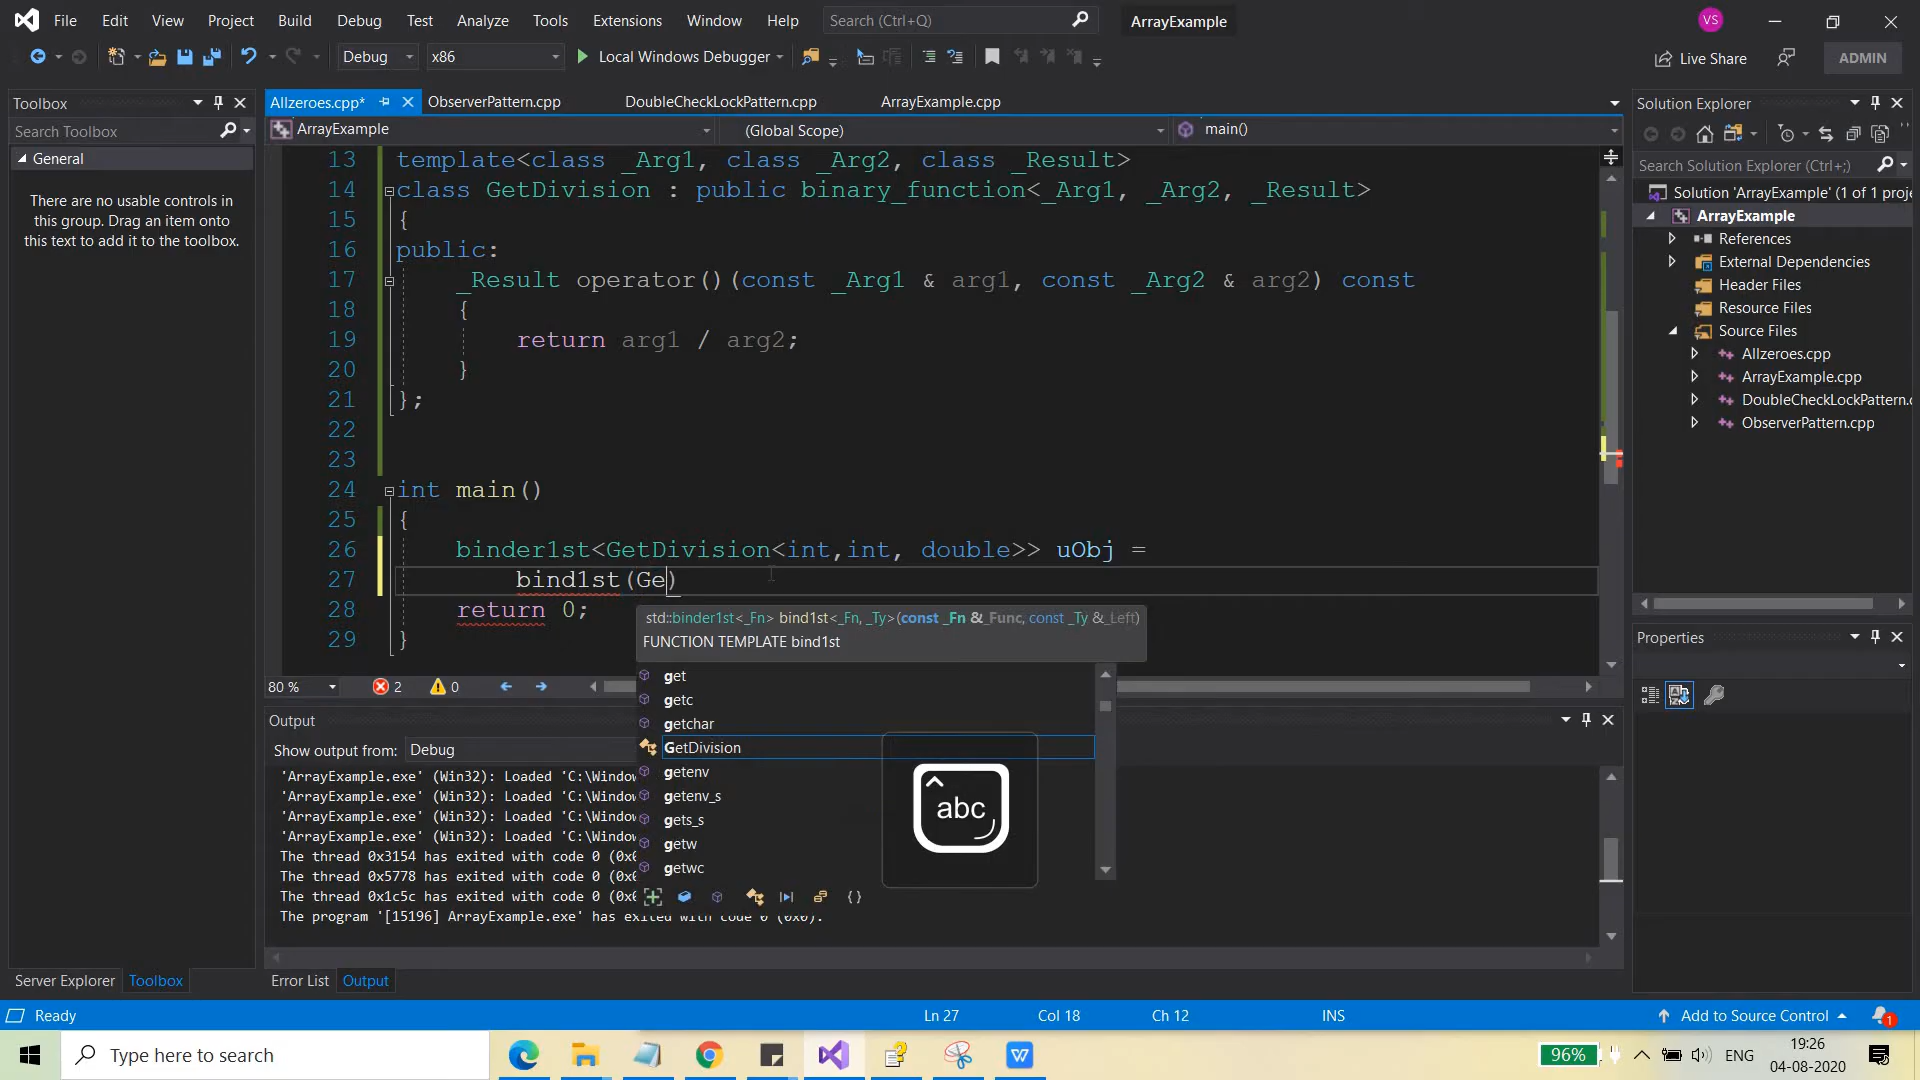 File Edit View Project Build Debug Test Analyze Tools Extensions Window Help Search (Ctrl+Q) ArrayExample VS
Debug x86 Local Windows Debugger Live Share ADMIN
Toolbox
Search Toolbox
General
There are no usable controls in
this group. Drag an item onto
this text to add it to the toolbox.
Allzeroes.cpp* ObserverPattern.cpp DoubleCheckLockPattern.cpp ArrayExample.cpp
ArrayExample (Global Scope) main()
13 template<class _Arg1, class _Arg2, class _Result>
14 class GetDivision : public binary_function<_Arg1, _Arg2, _Result>
15 {
16 public:
17 _Result operator()(const _Arg1 & arg1, const _Arg2 & arg2) const
18 {
19 return arg1 / arg2;
20 }
21 };
22
23
24 int main()
25 {
26 binder1st<GetDivision<int,int, double>> uObj =
27 bind1st(Ge)
28 return 0;
29 }
std::binder1st<_Fn> bind1st<_Fn, _Ty>(const _Fn &_Func, const _Ty &_Left)
FUNCTION TEMPLATE bind1st
get
getc
getchar
GetDivision
getenv
getenv_s
gets_s
getw
getwc
abc
80 % 2 0
Output
Show output from: Debug
'ArrayExample.exe' (Win32): Loaded 'C:\Window
'ArrayExample.exe' (Win32): Loaded 'C:\Window
'ArrayExample.exe' (Win32): Loaded 'C:\Window
'ArrayExample.exe' (Win32): Loaded 'C:\Window
The thread 0x3154 has exited with code 0 (0x0
The thread 0x5778 has exited with code 0 (0x0
The thread 0x1c5c has exited with code 0 (0x0
The program '[15196] ArrayExample.exe' has exited with code 0 (0x0).
Server Explorer Toolbox Error List Output
Solution Explorer
Search Solution Explorer (Ctrl+;)
Solution 'ArrayExample' (1 of 1 proje
ArrayExample
References
External Dependencies
Header Files
Resource Files
Source Files
Allzeroes.cpp
ArrayExample.cpp
DoubleCheckLockPattern.c
ObserverPattern.cpp
Properties
Ready Ln 27 Col 18 Ch 12 INS Add to Source Control 1
Type here to search 96% ENG 19:26
04-08-2020